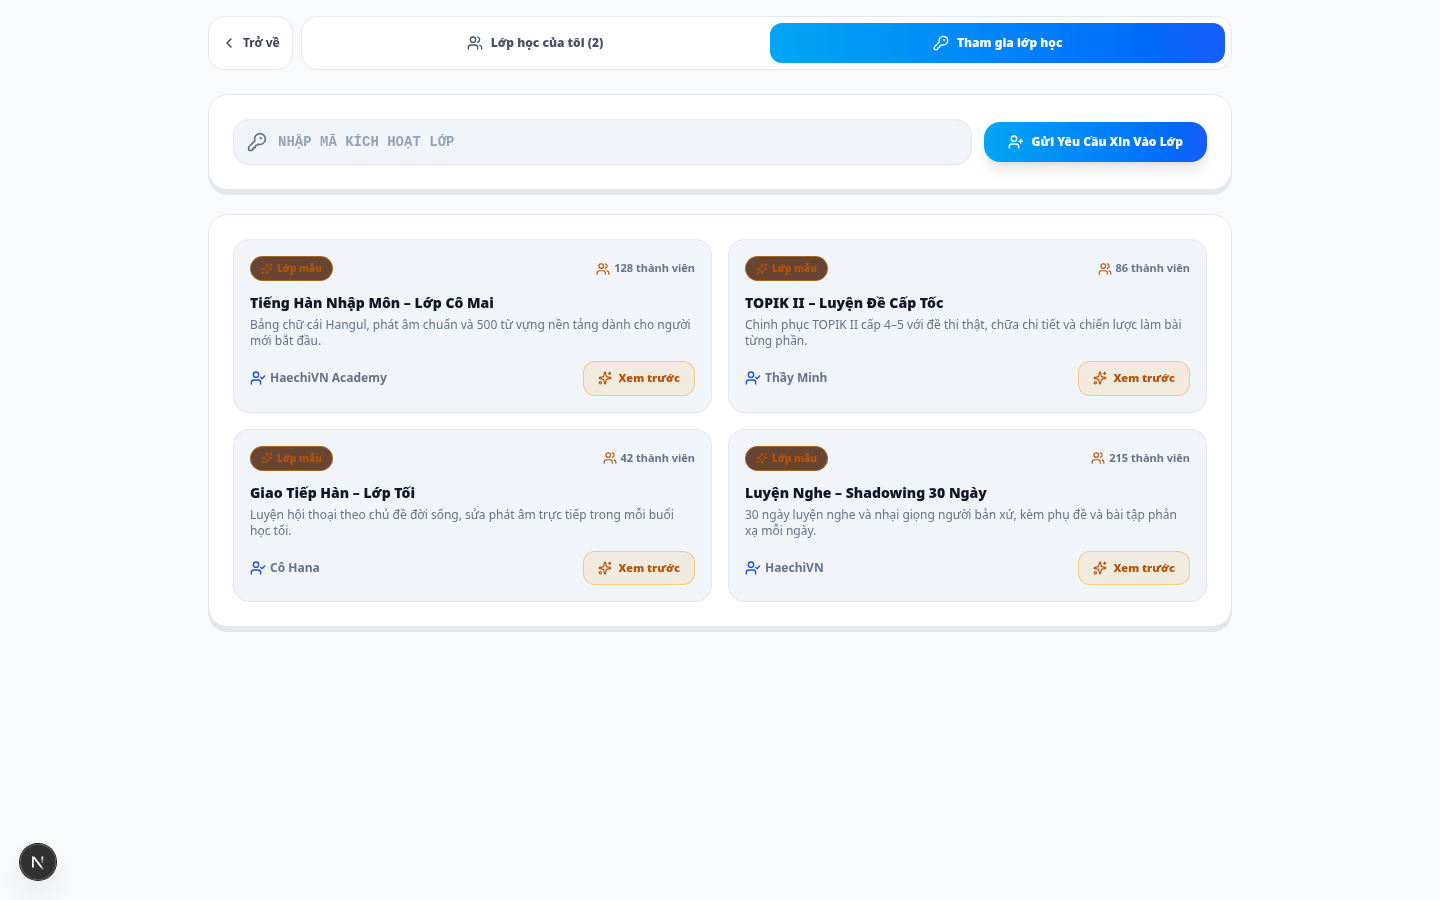 Trở về
Lớp học của tôi (2)
Tham gia lớp học
NHẬP MÃ KÍCH HOẠT LỚP
Gửi Yêu Cầu Xin Vào Lớp
Lớp mẫu
128 thành viên
Tiếng Hàn Nhập Môn – Lớp Cô Mai
Bảng chữ cái Hangul, phát âm chuẩn và 500 từ vựng nền tảng dành cho người
mới bắt đầu.
HaechiVN Academy
Xem trước
Lớp mẫu
86 thành viên
TOPIK II – Luyện Đề Cấp Tốc
Chinh phục TOPIK II cấp 4–5 với đề thi thật, chữa chi tiết và chiến lược làm bài
từng phần.
Thầy Minh
Xem trước
Lớp mẫu
42 thành viên
Giao Tiếp Hàn – Lớp Tối
Luyện hội thoại theo chủ đề đời sống, sửa phát âm trực tiếp trong mỗi buổi
học tối.
Cô Hana
Xem trước
Lớp mẫu
215 thành viên
Luyện Nghe – Shadowing 30 Ngày
30 ngày luyện nghe và nhại giọng người bản xứ, kèm phụ đề và bài tập phản
xạ mỗi ngày.
HaechiVN
Xem trước
N